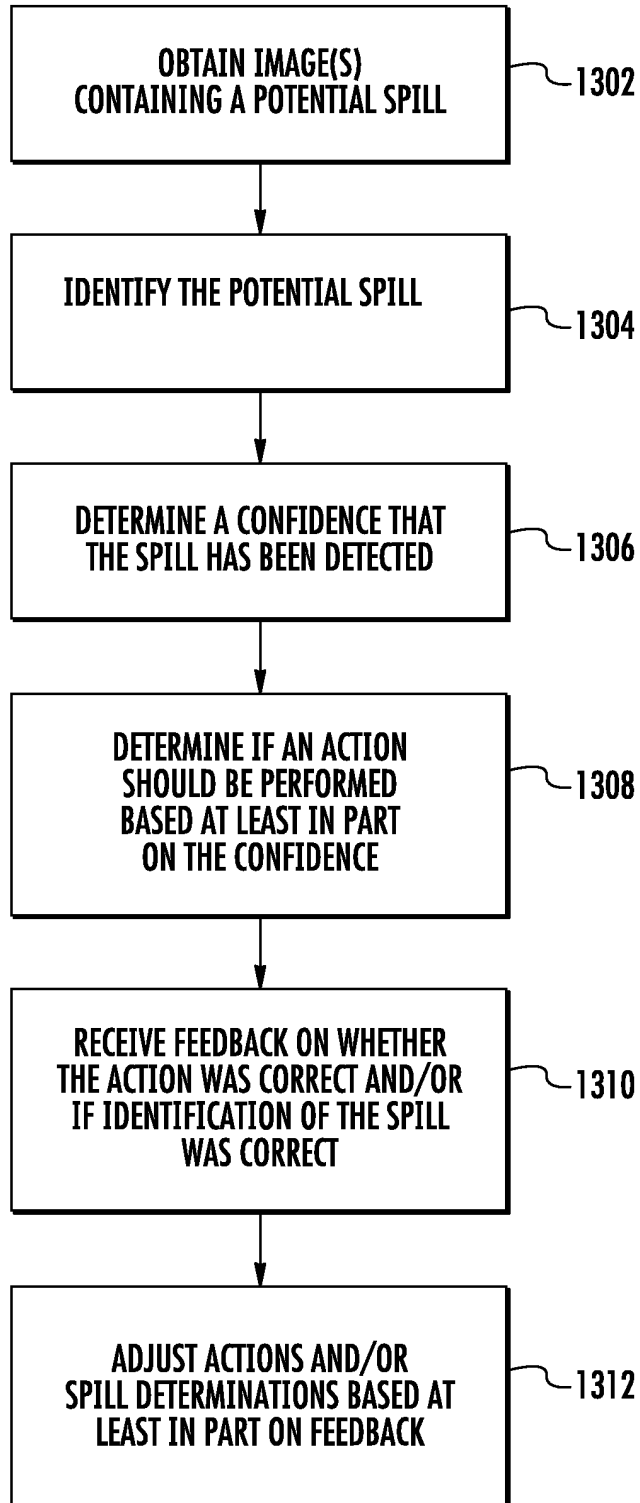 OBTAIN IMAGE(S)
CONTAINING A POTENTIAL SPILL
1302
IDENTIFY THE POTENTIAL SPILL
1304
DETERMINE A CONFIDENCE THAT
THE SPILL HAS BEEN DETECTED
1306
DETERMINE IF AN ACTION
SHOULD BE PERFORMED
BASED AT LEAST IN PART
ON THE CONFIDENCE
1308
RECEIVE FEEDBACK ON WHETHER
THE ACTION WAS CORRECT AND/OR
IF IDENTIFICATION OF THE SPILL
WAS CORRECT
1310
ADJUST ACTIONS AND/OR
SPILL DETERMINATIONS BASED AT
LEAST IN PART ON FEEDBACK
1312